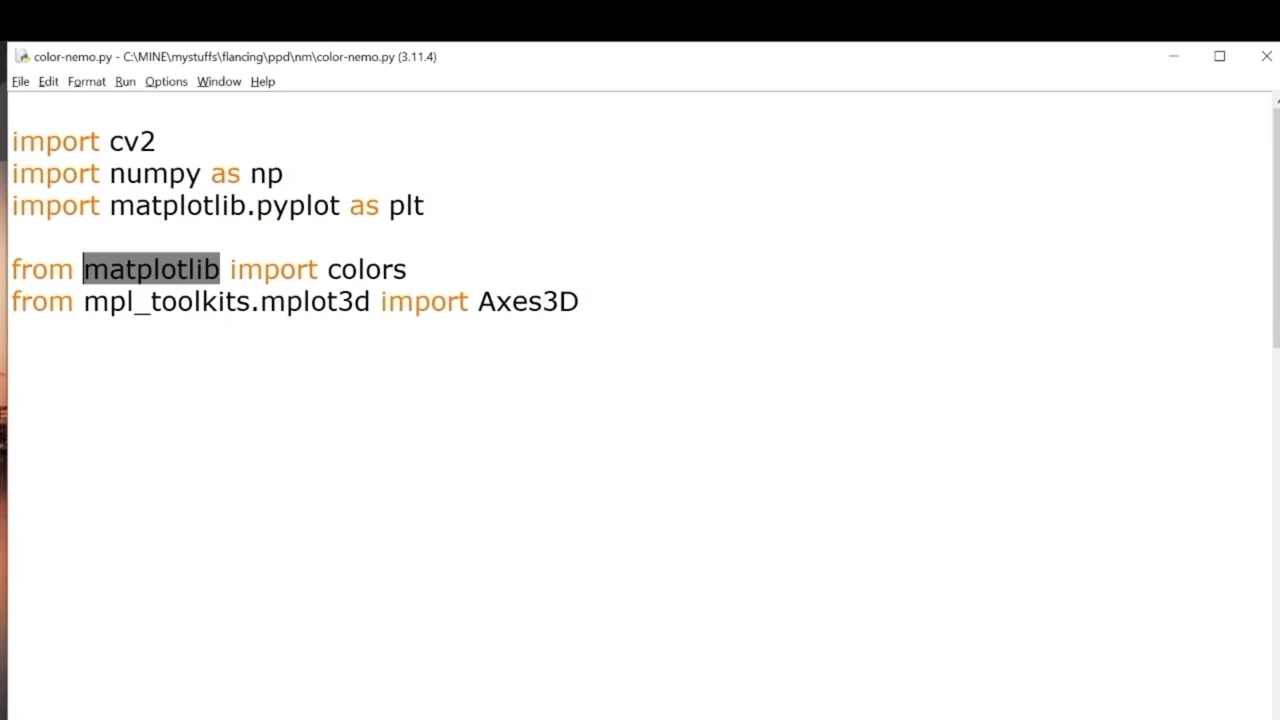 color-nemo.py - C:\MINE\mystuffs\flancing\ppd\nm\color-nemo.py (3.11.4)
File Edit Format Run Options Window Help
import cv2
import numpy as np
import matplotlib.pyplot as plt
from matplotlib import colors
from mpl_toolkits.mplot3d import Axes3D